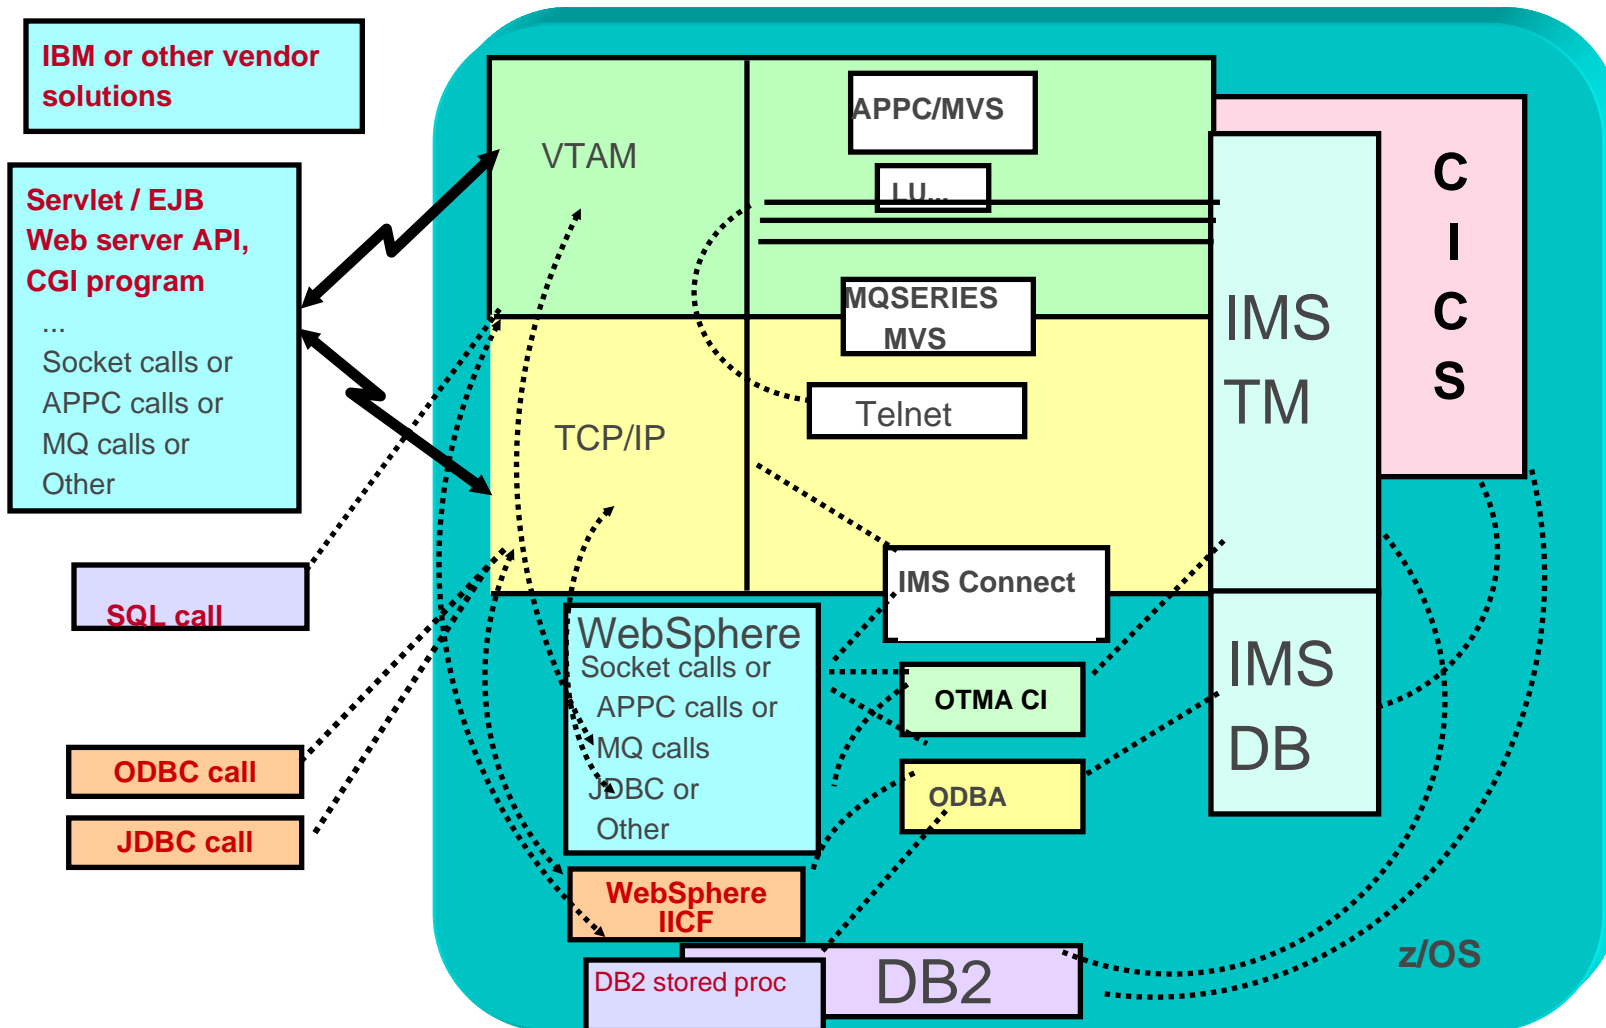 IBM or other vendor
solutions
Servlet / EJB
Web server API,
CGI program
...
Socket calls or
APPC calls or
MQ calls or
Other
SQL call
ODBC call
JDBC call
VTAM
TCP/IP
APPC/MVS
LU...
MQSERIES
MVS
Telnet
IMS Connect
WebSphere
Socket calls or
APPC calls or
MQ calls
JDBC or
Other
OTMA CI
ODBA
WebSphere
IICF
DB2 stored proc
DB2
IMS
TM
IMS
DB
C
I
C
S
z/OS